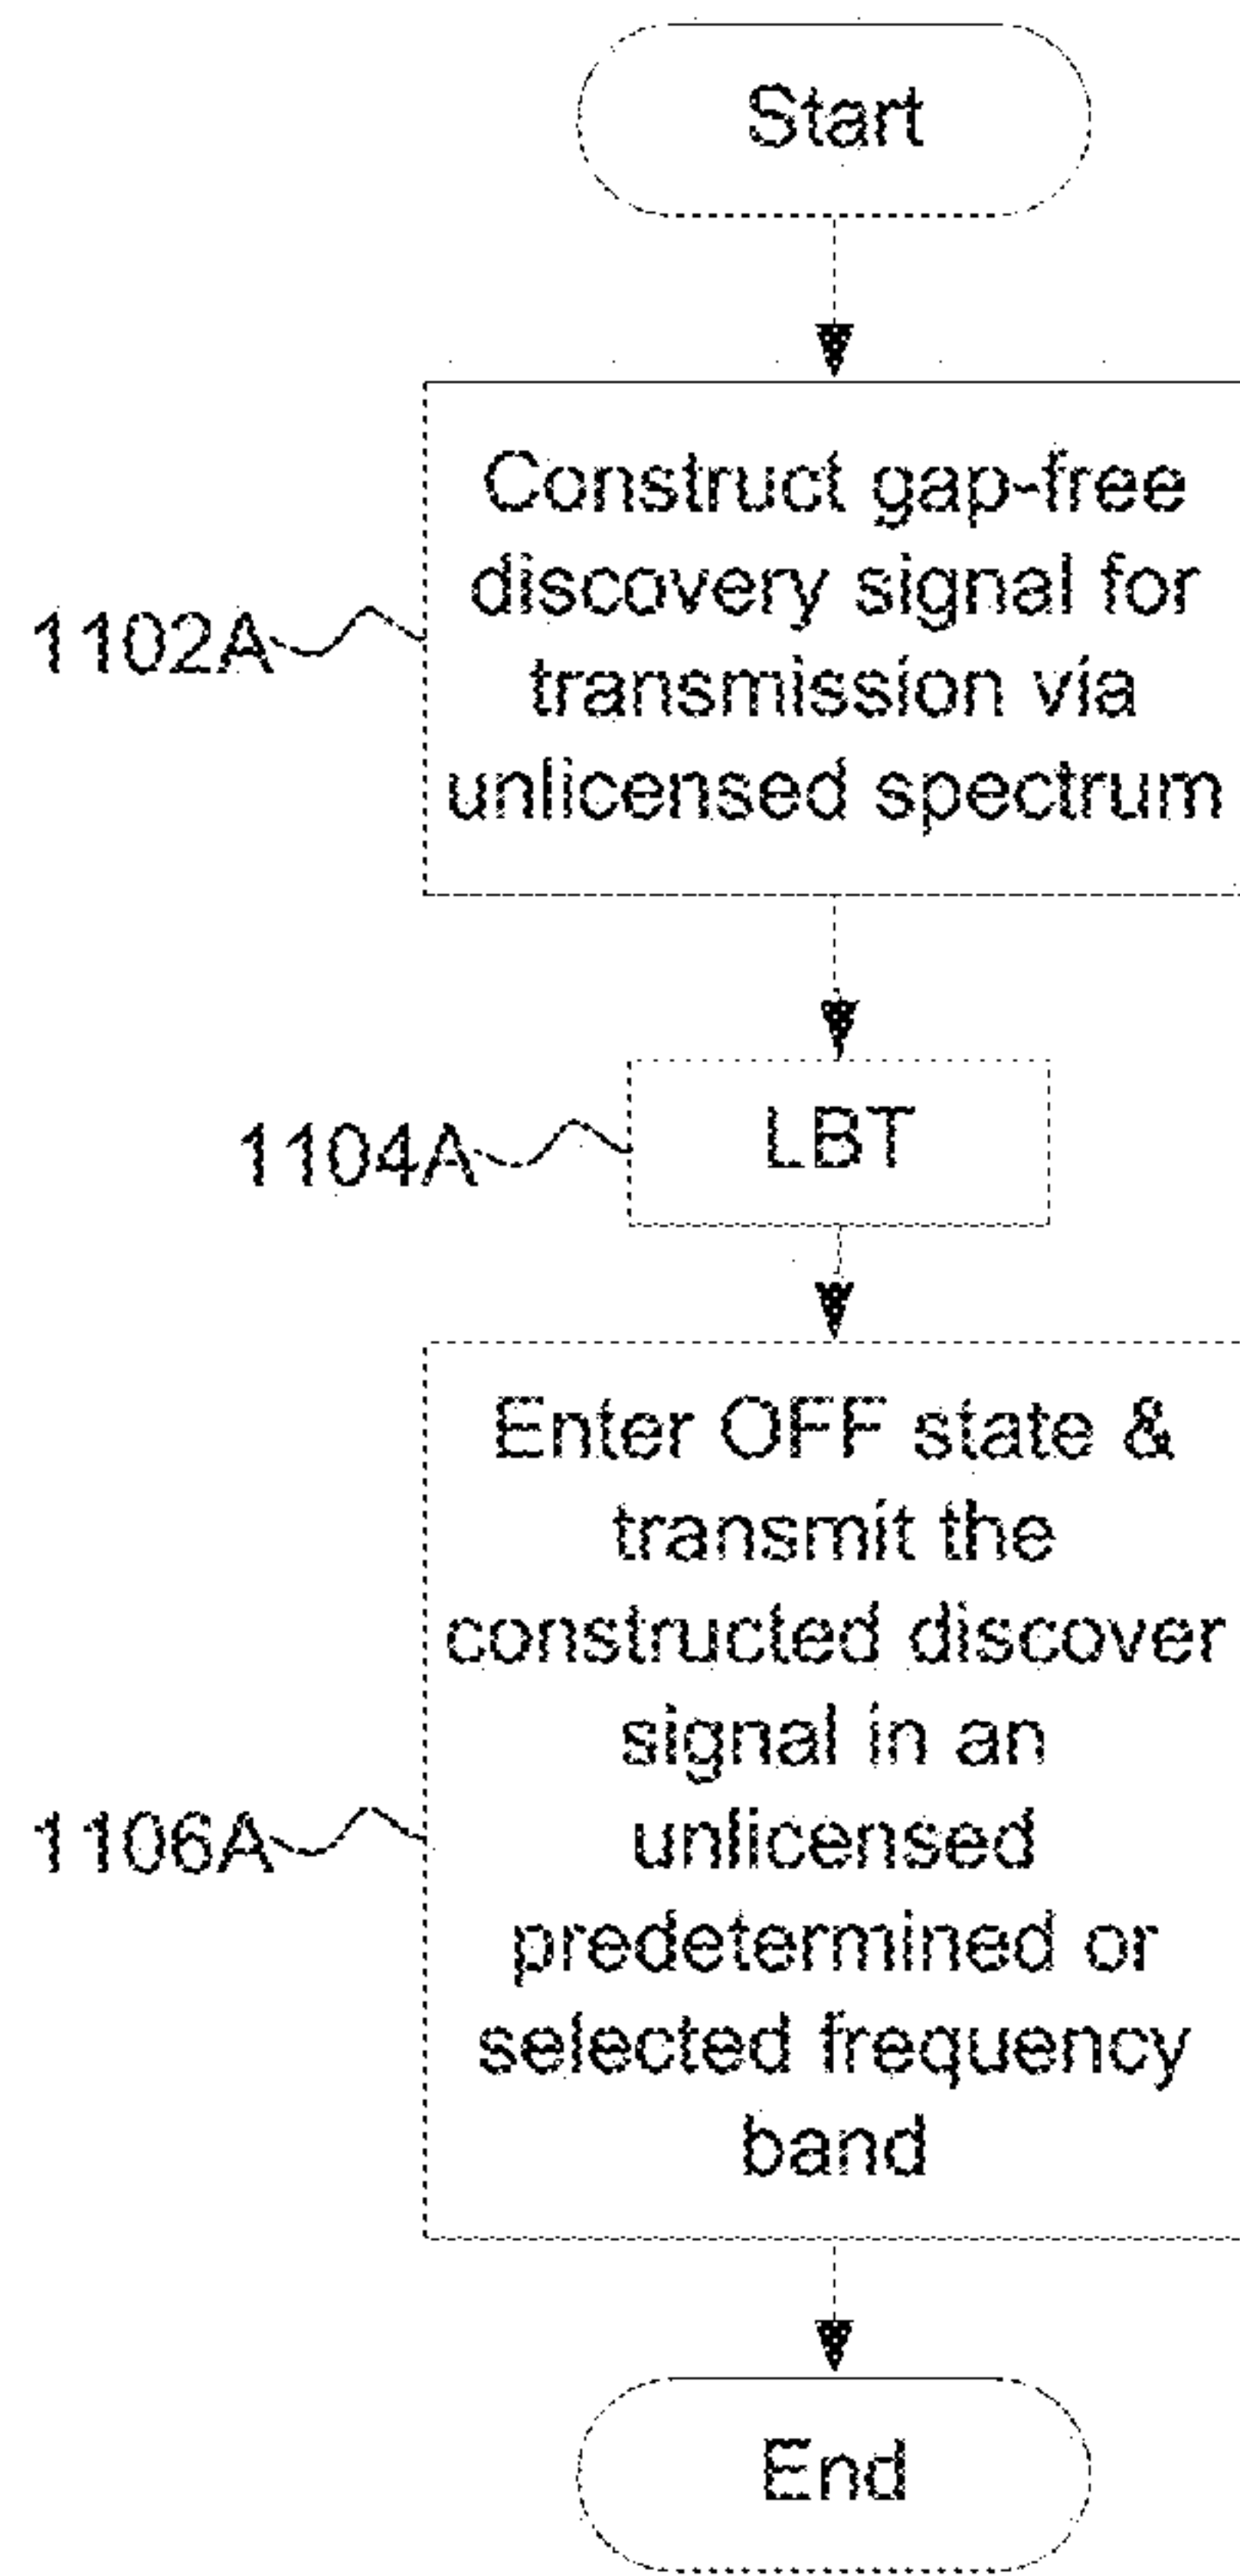 Start
Construct gap-free
discovery signal for
transmission via
unlicensed spectrum
1102A
LBT
1104A
Enter OFF state &
transmit the
constructed discover
signal in an
unlicensed
predetermined or
selected frequency
band
1106A
End